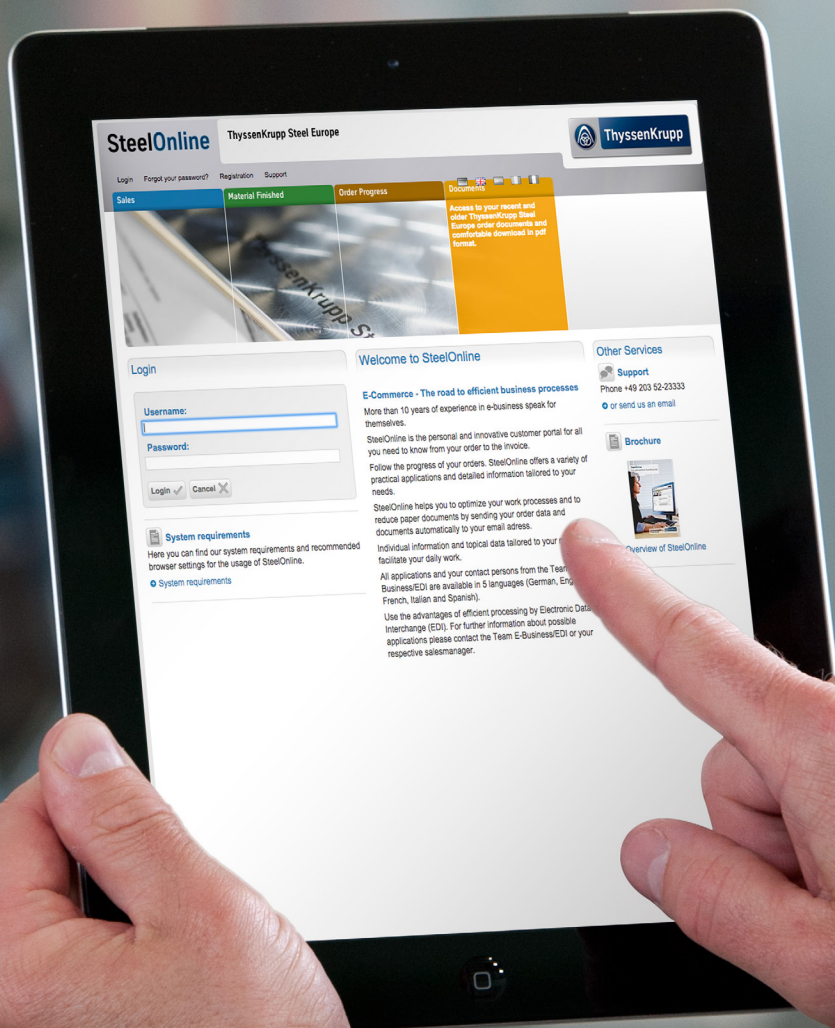 SteelOnline
ThyssenKrupp Steel Europe
ThyssenKrupp
Login Forgot your password? Registration Support
Sales
Material Finished
Order Progress
Documents
Access to your recent and
older ThyssenKrupp Steel
Europe order documents and
comfortable download in pdf
format.
ThyssenKrupp St
Login
Username:
Password:
Login
Cancel
System requirements
Here you can find our system requirements and recommended
browser settings for the usage of SteelOnline.
System requirements
Welcome to SteelOnline
E-Commerce - The road to efficient business processes
More than 10 years of experience in e-business speak for
themselves.
SteelOnline is the personal and innovative customer portal for all
you need to know from your order to the invoice.
Follow the progress of your orders. SteelOnline offers a variety of
practical applications and detailed information tailored to your
needs.
SteelOnline helps you to optimize your work processes and to
reduce paper documents by sending your order data and
documents automatically to your email adress.
Individual information and topical data tailored to your
facilitate your daily work.
All applications and your contact persons from the Team
Business/EDI are available in 5 languages (German, Eng
French, Italian and Spanish).
Use the advantages of efficient processing by Electronic Data
Interchange (EDI). For further information about possible
applications please contact the Team E-Business/EDI or your
respective salesmanager.
Other Services
Support
Phone +49 203 52-23333
or send us an email
Brochure
Overview of SteelOnline